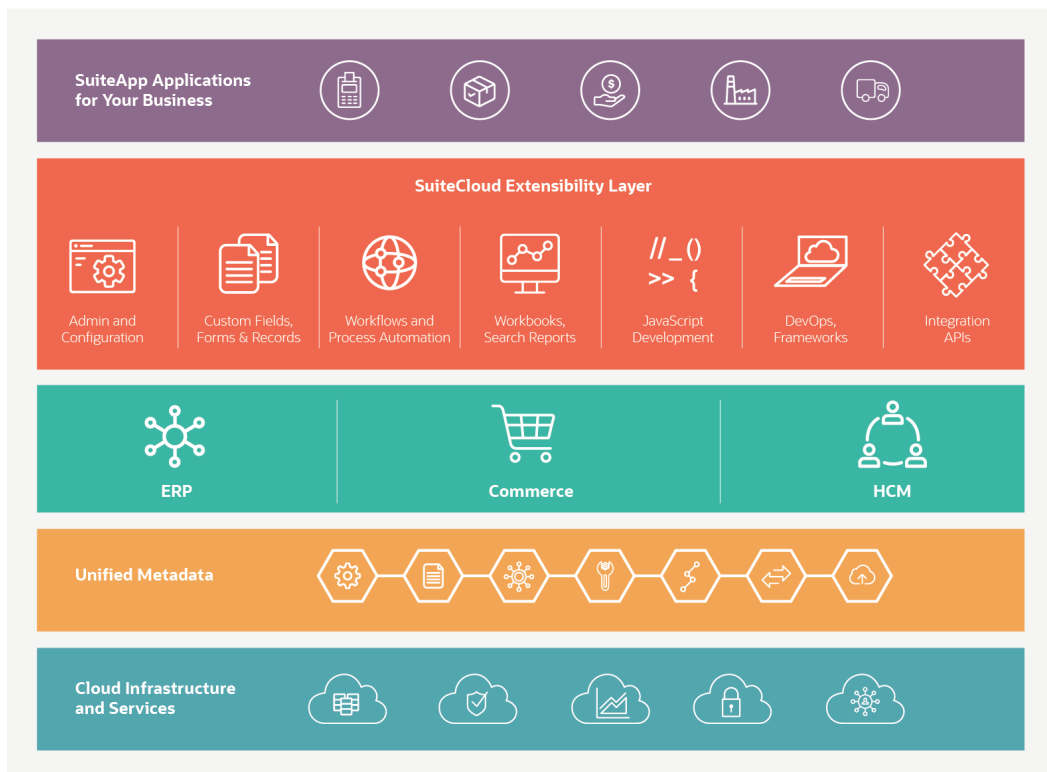 SuiteApp Applications
for Your Business
$
SuiteCloud Extensibility Layer
//_()
>> {
Admin and
Configuration
Custom Fields,
Forms & Records
Workflows and
Process Automation
Workbooks,
Search Reports
JavaScript
Development
DevOps,
Frameworks
Integration
APIs
ERP
Commerce
HCM
Unified Metadata
Cloud Infrastructure
and Services